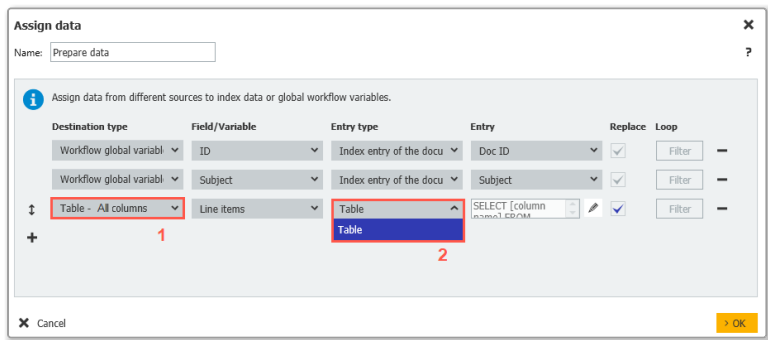 Assign data
Name: Prepare data
?
Assign data from different sources to index data or global workflow variables.
Destination type Field/Variable Entry type Entry Replace Loop
Workflow global variabl ID Index entry of the docu Doc ID Filter
Workflow global variabl Subject Index entry of the docu Subject Filter
Table - All columns Line items Table SELECT [column Filter
name] FROM
Table
1
2
Cancel > OK